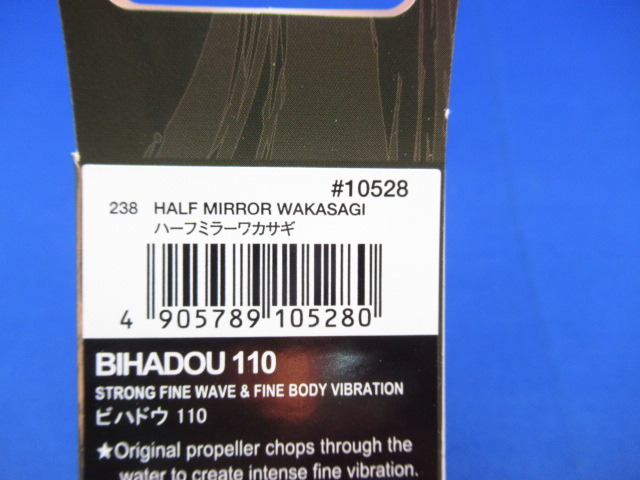 #10528
238 HALF MIRROR WAKASAGI
ハーフミラーワカサギ
4 905789 105280
BIHADOU 110
STRONG FINE WAVE & FINE BODY VIBRATION
ビハドウ 110
★Original propeller chops through the
water to create intense fine vibration.